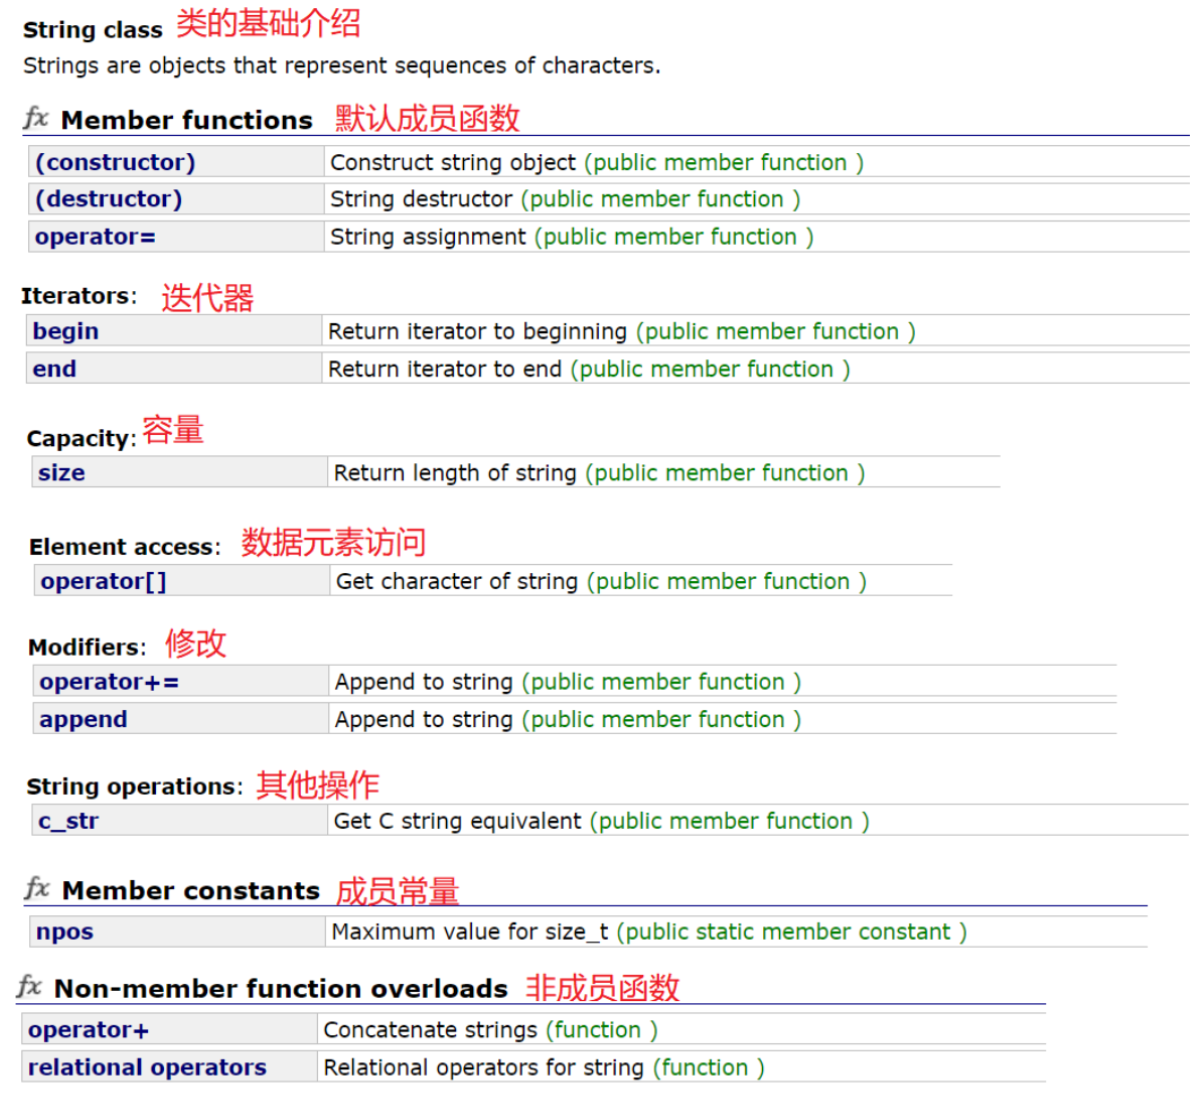 String class 类的基础介绍
Strings are objects that represent sequences of characters.
fx Member functions 默认成员函数
(constructor) Construct string object (public member function )
(destructor) String destructor (public member function )
operator= String assignment (public member function )
Iterators: 迭代器
begin Return iterator to beginning (public member function )
end Return iterator to end (public member function )
Capacity: 容量
size Return length of string (public member function )
Element access: 数据元素访问
operator[] Get character of string (public member function )
Modifiers: 修改
operator+= Append to string (public member function )
append Append to string (public member function )
String operations: 其他操作
c_str Get C string equivalent (public member function )
fx Member constants 成员常量
npos Maximum value for size_t (public static member constant )
fx Non-member function overloads 非成员函数
operator+ Concatenate strings (function )
relational operators Relational operators for string (function )